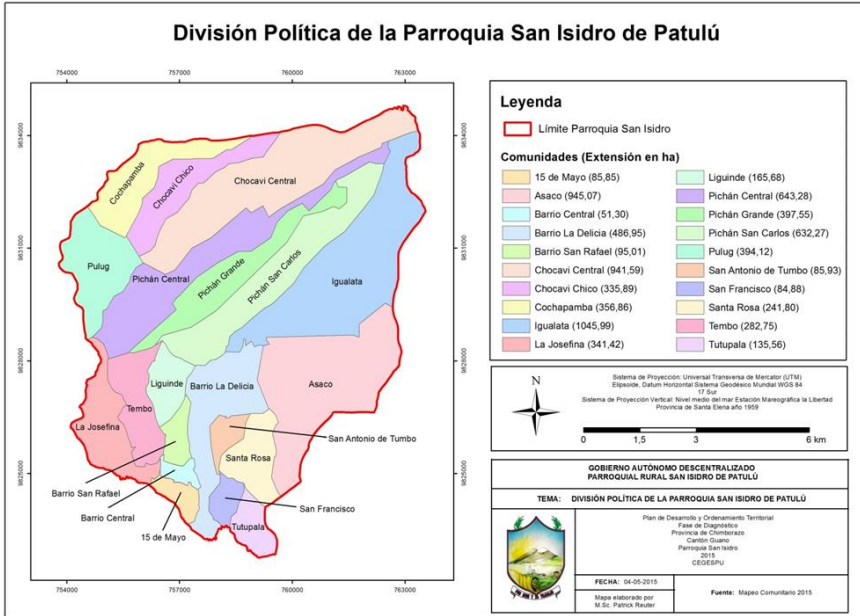 División Política de la Parroquia San Isidro de Patulú
754000
757000
760000
763000
9834000
9834000
9831000
9831000
9828000
9828000
9825000
9825000
754000
757000
760000
763000
Cochapamba
Chocavi Chico
Chocavi Central
Pulug
Pichán Central
Pichán Grande
Pichán San Carlos
Igualata
Liguinde
Barrio La Delicia
Asaco
Tembo
La Josefina
San Antonio de Tumbo
Santa Rosa
Barrio San Rafael
Barrio Central
San Francisco
15 de Mayo
Tutupala
Leyenda
Límite Parroquia San Isidro
Comunidades (Extensión en ha)
15 de Mayo (85,85)
Asaco (945,07)
Barrio Central (51,30)
Barrio La Delicia (486,95)
Barrio San Rafael (95,01)
Chocavi Central (941,59)
Chocavi Chico (335,89)
Cochapamba (356,86)
Igualata (1045,99)
La Josefina (341,42)
Liguinde (165,68)
Pichán Central (643,28)
Pichán Grande (397,55)
Pichán San Carlos (632,27)
Pulug (394,12)
San Antonio de Tumbo (85,93)
San Francisco (84,88)
Santa Rosa (241,80)
Tembo (282,75)
Tutupala (135,56)
N
Sistema de Proyección: Universal Transversa de Mercator (UTM)
Elipsoide, Datum Horizontal Sistema Geodésico Mundial WGS 84
17 Sur
Sistema de Proyección Vertical: Nivel medio del mar Estación Mareográfica la Libertad
Provincia de Santa Elena año 1959
0 1,5 3 6 km
GOBIERNO AUTÓNOMO DESCENTRALIZADO
PARROQUIAL RURAL SAN ISIDRO DE PATULÚ
TEMA: DIVISIÓN POLÍTICA DE LA PARROQUIA SAN ISIDRO DE PATULÚ
Plan de Desarrollo y Ordenamiento Territorial
Fase de Diagnóstico
Provincia de Chimborazo
Cantón Guano
Parroquia San Isidro
2015
CEGESPU
FECHA: 04-05-2015
Mapa elaborado por
M.Sc. Patrick Reuter
Fuente: Mapeo Comunitario 2015